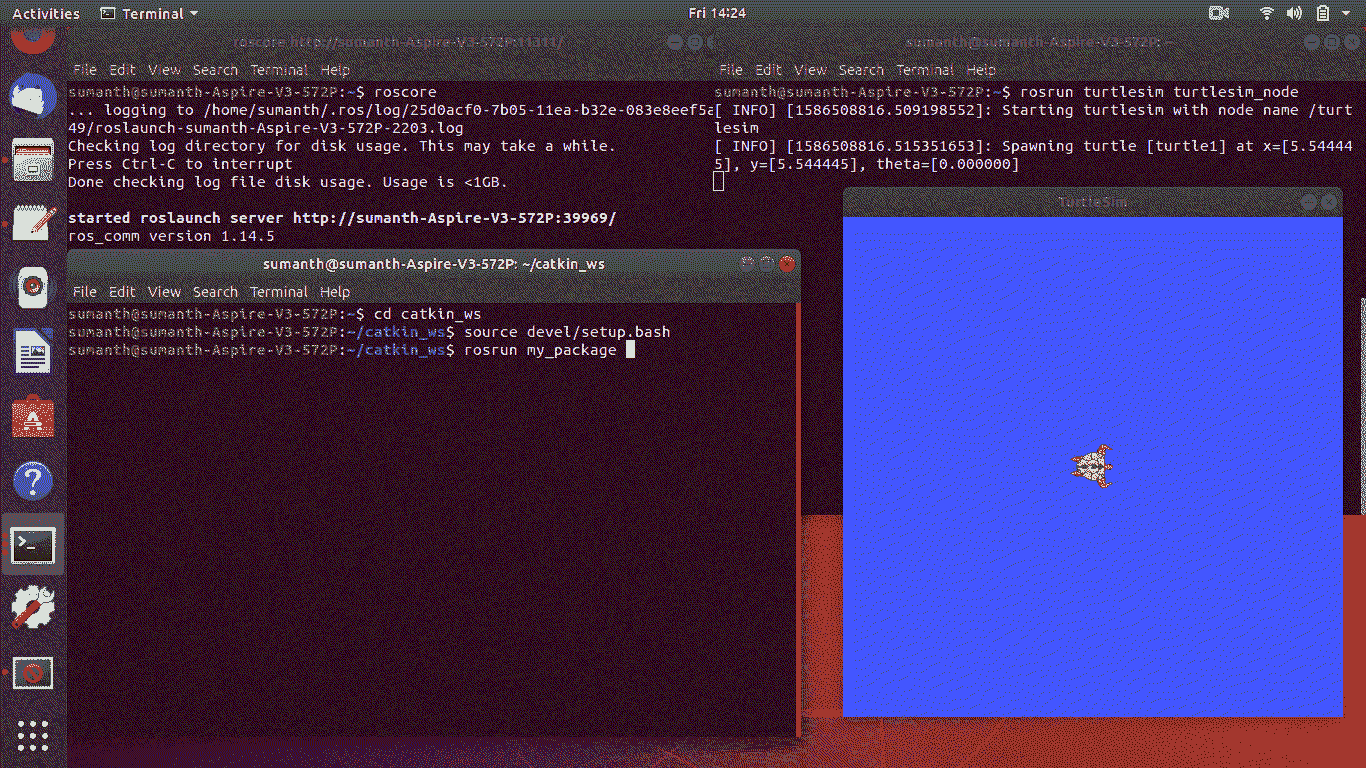 Activities
Terminal
Fri 14:24
roscore http://sumanth-Aspire-V3-572P:11311/
File Edit View Search Terminal Help
sumanth@sumanth-Aspire-V3-572P:~$ roscore
... logging to /home/sumanth/.ros/log/25d0acf0-7b05-11ea-b32e-083e8eef5a
49/roslaunch-sumanth-Aspire-V3-572P-2203.log
Checking log directory for disk usage. This may take a while.
Press Ctrl-C to interrupt
Done checking log file disk usage. Usage is <1GB.
started roslaunch server http://sumanth-Aspire-V3-572P:39969/
ros_comm version 1.14.5
sumanth@sumanth-Aspire-V3-572P: ~
File Edit View Search Terminal Help
sumanth@sumanth-Aspire-V3-572P:~$ rosrun turtlesim turtlesim_node
[ INFO] [1586508816.509198552]: Starting turtlesim with node name /turt
lesim
[ INFO] [1586508816.515351653]: Spawning turtle [turtle1] at x=[5.54444
5], y=[5.544445], theta=[0.000000]
TurtleSim
sumanth@sumanth-Aspire-V3-572P: ~/catkin_ws
File Edit View Search Terminal Help
sumanth@sumanth-Aspire-V3-572P:~$ cd catkin_ws
sumanth@sumanth-Aspire-V3-572P:~/catkin_ws$ source devel/setup.bash
sumanth@sumanth-Aspire-V3-572P:~/catkin_ws$ rosrun my_package